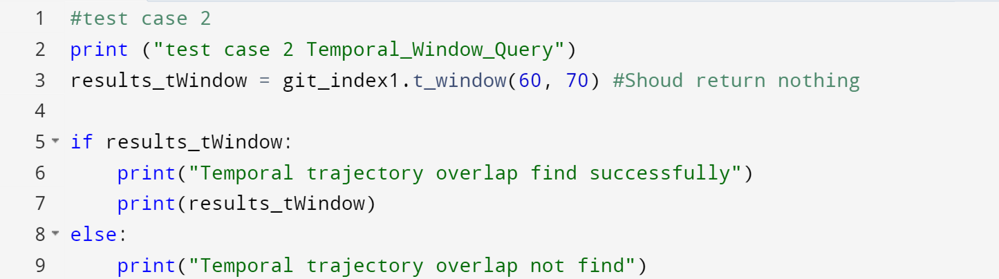 1 #test case 2
2 print ("test case 2 Temporal_Window_Query")
3 results_tWindow = git_index1.t_window(60, 70) #Shoud return nothing
4
5 if results_tWindow:
6     print("Temporal trajectory overlap find successfully")
7     print(results_tWindow)
8 else:
9     print("Temporal trajectory overlap not find")